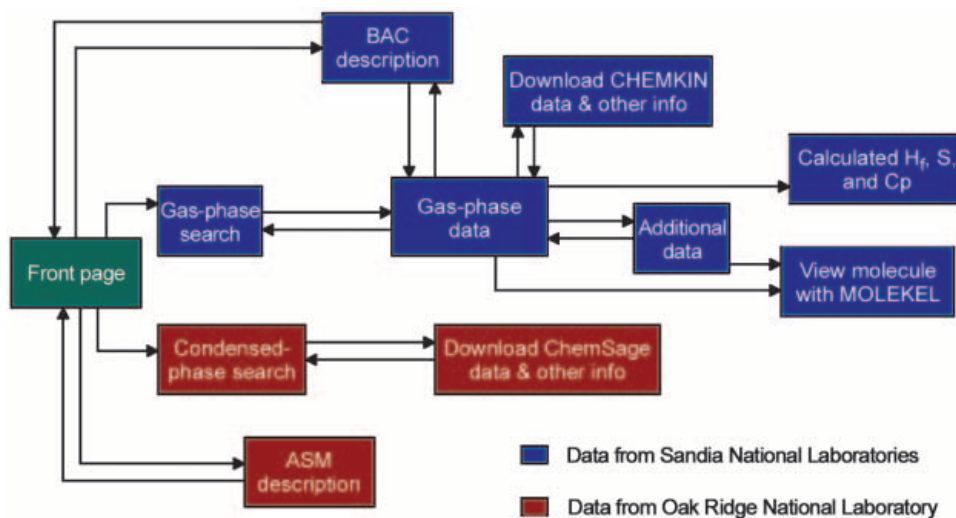 BAC
description
Download CHEMKIN
data & other info
Calculated Hf, S,
and Cp
Gas-phase
search
Gas-phase
data
Additional
data
Front page
View molecule
with MOLEKEL
Condensed-
phase search
Download ChemSage
data & other info
ASM
description
Data from Sandia National Laboratories
Data from Oak Ridge National Laboratory